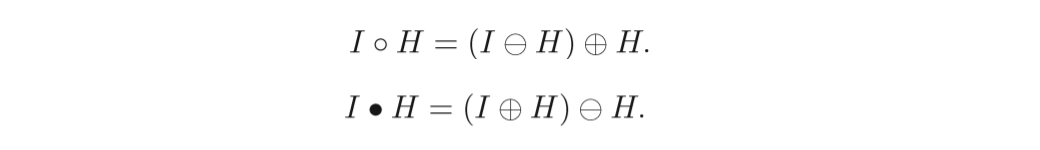 I ∘ H = (I ⊖ H) ⊕ H.
I • H = (I ⊕ H) ⊖ H.